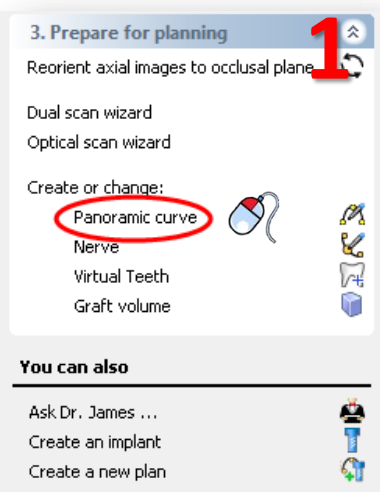 3. Prepare for planning
1
Reorient axial images to occlusal plane
Dual scan wizard
Optical scan wizard
Create or change:
Panoramic curve
Nerve
Virtual Teeth
Graft volume
You can also
Ask Dr. James ...
Create an implant
Create a new plan